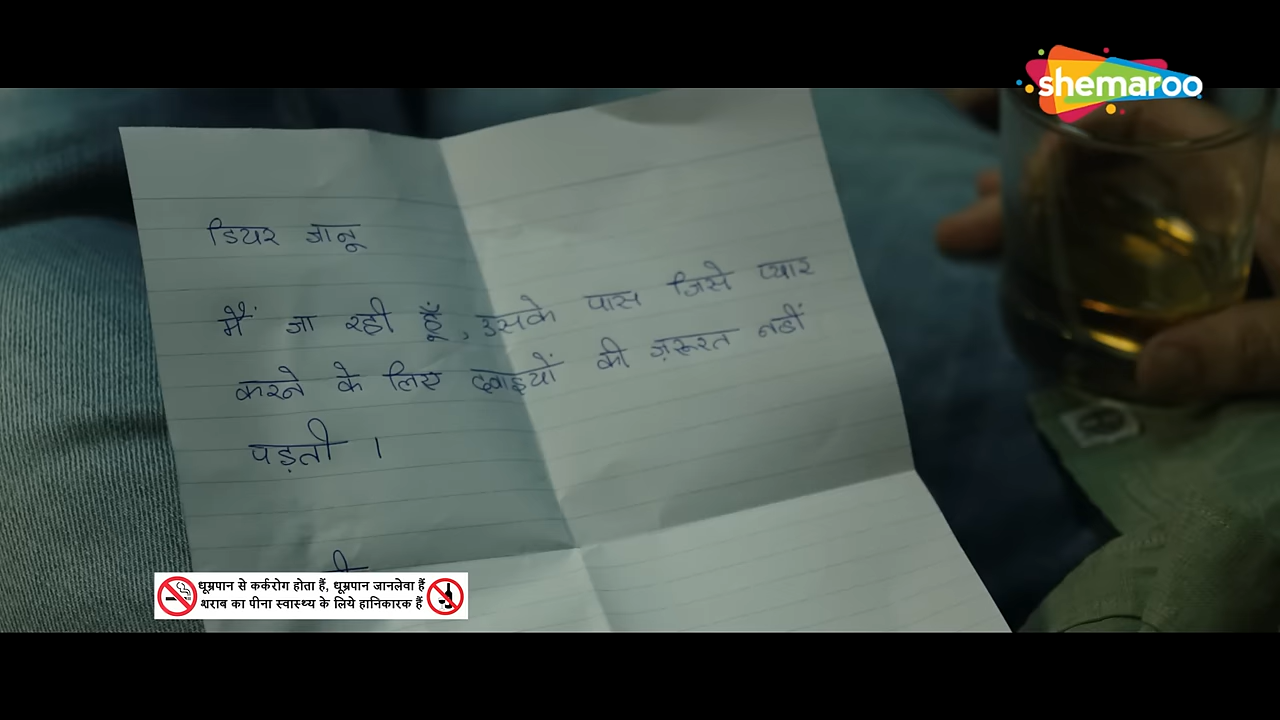 shemaroo
डियर जानू
मैं जा रही हूँ, उसके पास जिसे प्यार
करने के लिए दवाइयों की ज़रूरत नहीं
पड़ती ।
धूम्रपान से कर्करोग होता हैं, धूम्रपान जानलेवा हैं
शराब का पीना स्वास्थ्य के लिये हानिकारक हैं